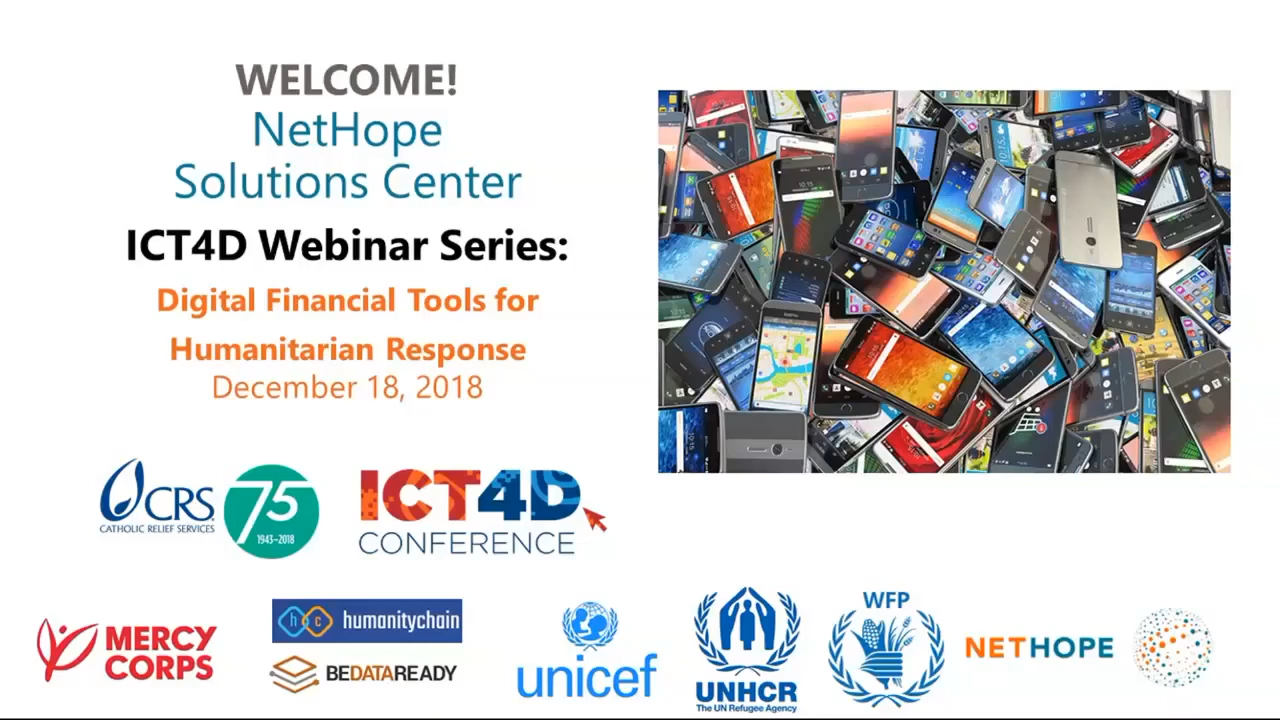 WELCOME!
NetHope
Solutions Center
ICT4D Webinar Series:
Digital Financial Tools for
Humanitarian Response
December 18, 2018
CRS
CATHOLIC RELIEF SERVICES
75
1943–2018
ICT4D
CONFERENCE
MERCY
CORPS
hc humanitychain
BEDATAREADY
unicef
UNHCR
The UN Refugee Agency
WFP
NETHOPE